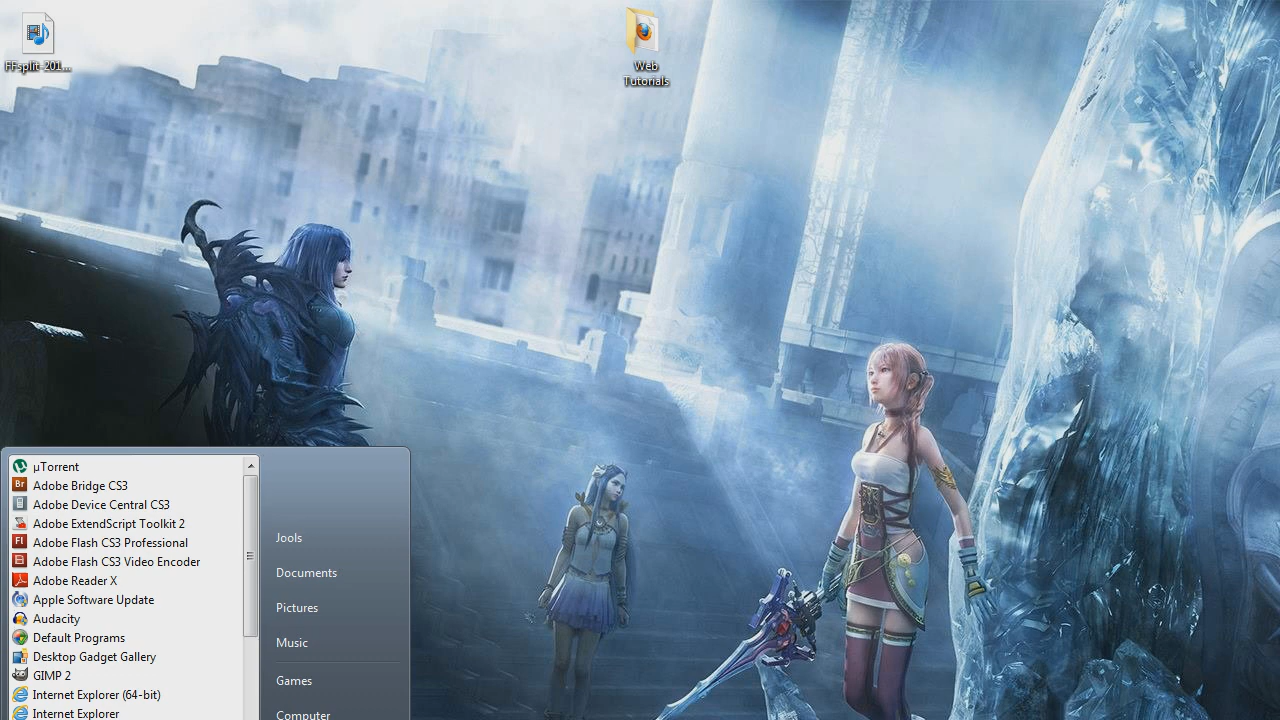 FFsplit-201...
Web
Tutorials
µTorrent
Adobe Bridge CS3
Adobe Device Central CS3
Adobe ExtendScript Toolkit 2
Adobe Flash CS3 Professional
Adobe Flash CS3 Video Encoder
Adobe Reader X
Apple Software Update
Audacity
Default Programs
Desktop Gadget Gallery
GIMP 2
Internet Explorer (64-bit)
Internet Explorer
Jools
Documents
Pictures
Music
Games
Computer